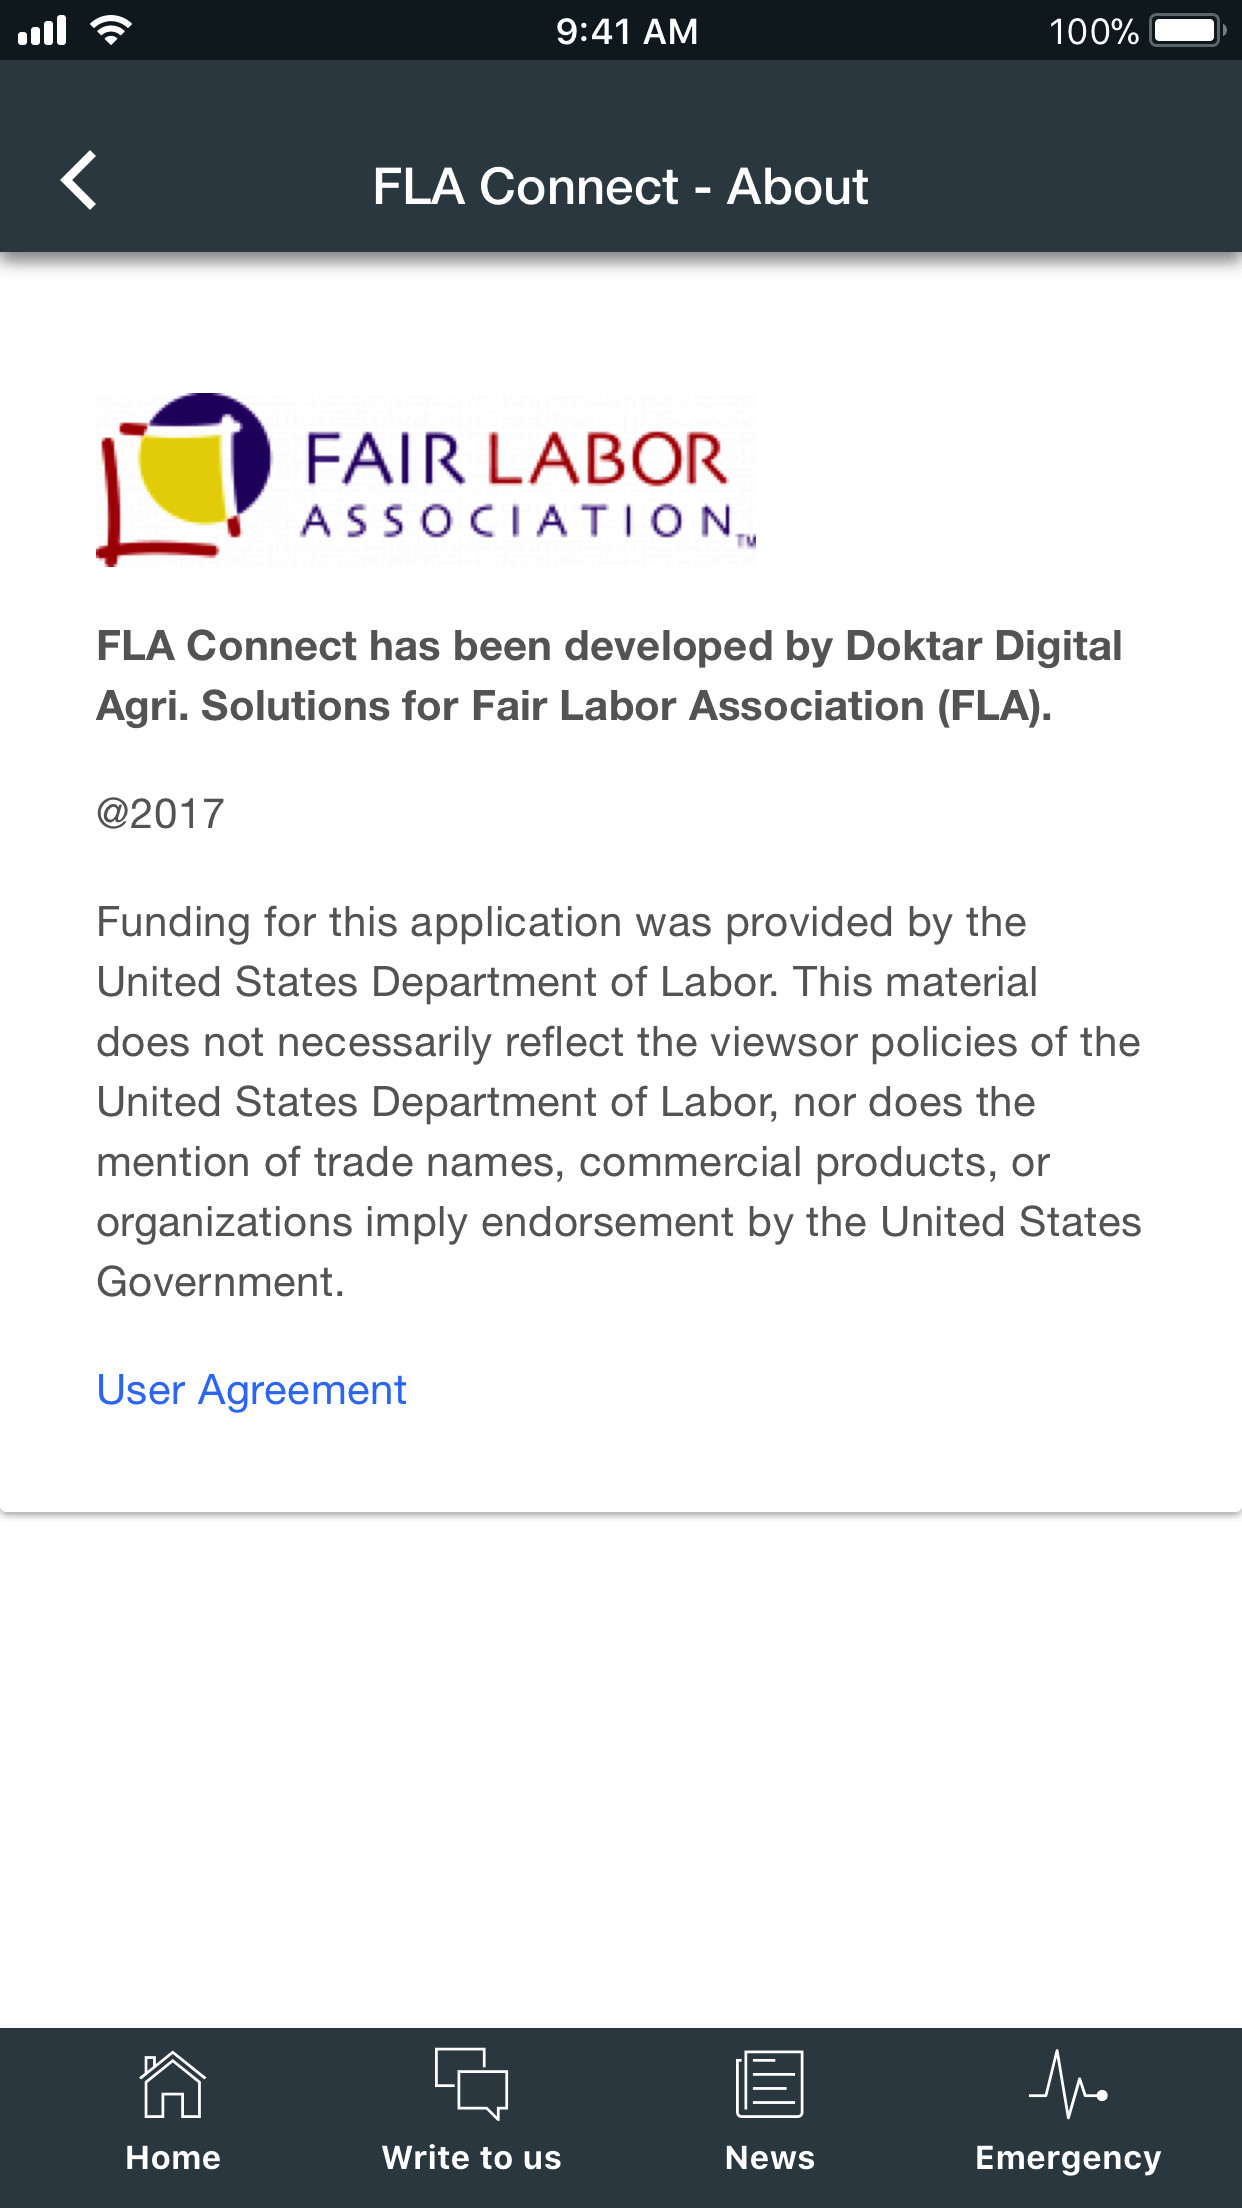 9:41 AM
100%
FLA Connect - About
FAIR LABOR
ASSOCIATION TM
FLA Connect has been developed by Doktar Digital
Agri. Solutions for Fair Labor Association (FLA).
@2017
Funding for this application was provided by the
United States Department of Labor. This material
does not necessarily reflect the viewsor policies of the
United States Department of Labor, nor does the
mention of trade names, commercial products, or
organizations imply endorsement by the United States
Government.
User Agreement
Home
Write to us
News
Emergency